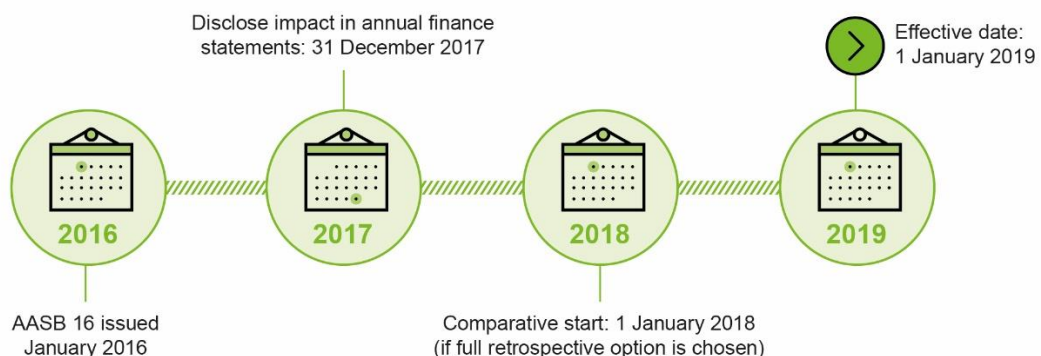 Disclose impact in annual finance
statements: 31 December 2017
Effective date:
1 January 2019
2016
2017
2018
2019
AASB 16 issued
January 2016
Comparative start: 1 January 2018
(if full retrospective option is chosen)